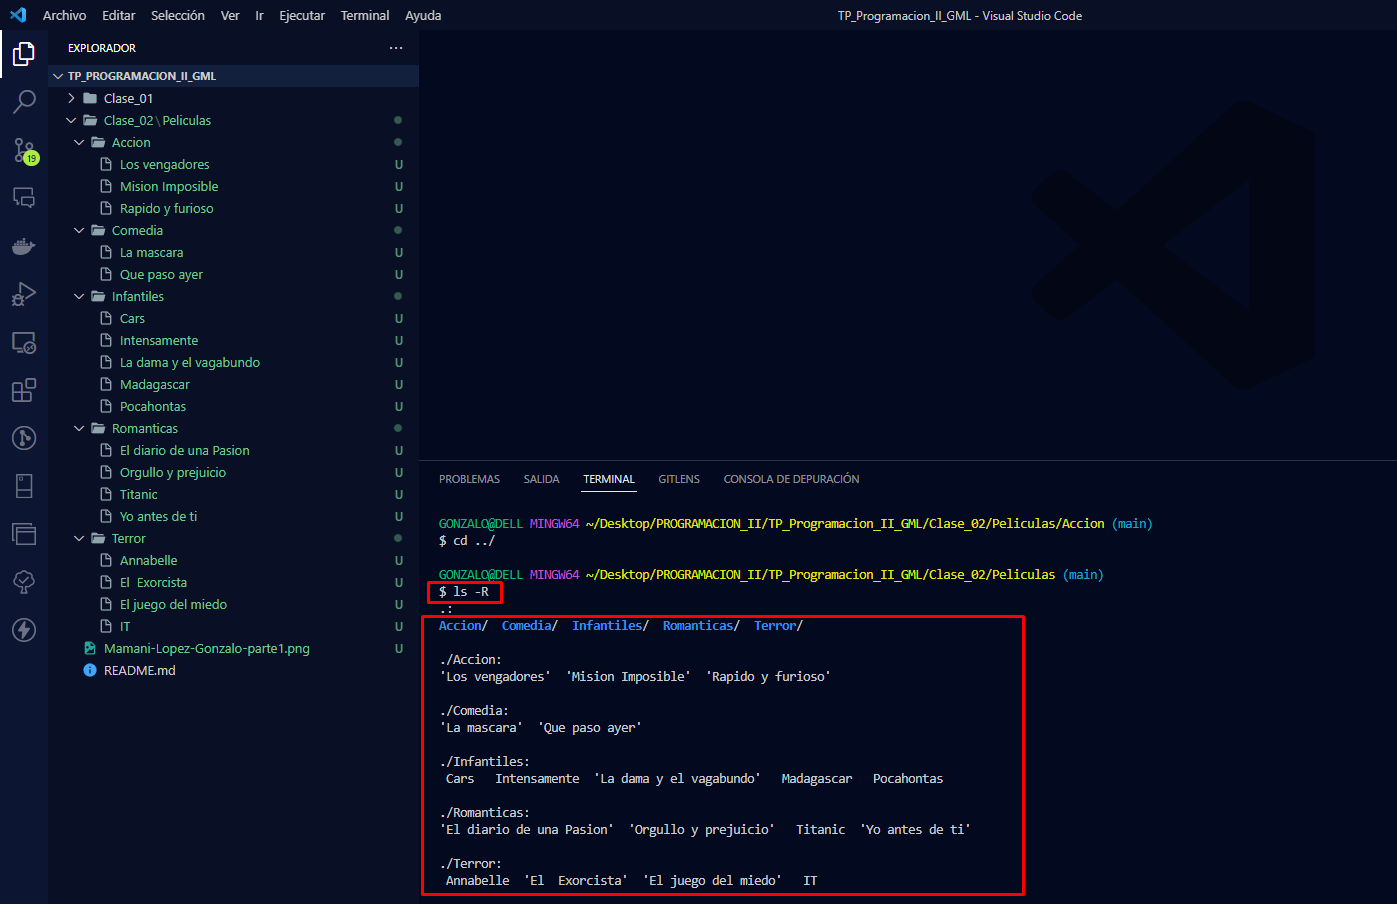 Archivo Editar Selección Ver Ir Ejecutar Terminal Ayuda TP_Programacion_II_GML - Visual Studio Code
EXPLORADOR ...
TP_PROGRAMACION_II_GML
Clase_01
Clase_02\Peliculas
Accion
Los vengadores U
Mision Imposible U
Rapido y furioso U
Comedia
La mascara U
Que paso ayer U
Infantiles
Cars U
Intensamente U
La dama y el vagabundo U
Madagascar U
Pocahontas U
Romanticas
El diario de una Pasion U
Orgullo y prejuicio U
Titanic U
Yo antes de ti U
Terror
Annabelle U
El  Exorcista U
El juego del miedo U
IT U
Mamani-Lopez-Gonzalo-parte1.png U
README.md
19
PROBLEMAS SALIDA TERMINAL GITLENS CONSOLA DE DEPURACIÓN
GONZALO@DELL MINGW64 ~/Desktop/PROGRAMACION_II/TP_Programacion_II_GML/Clase_02/Peliculas/Accion (main)
$ cd ../
GONZALO@DELL MINGW64 ~/Desktop/PROGRAMACION_II/TP_Programacion_II_GML/Clase_02/Peliculas (main)
$ ls -R
.:
Accion/  Comedia/  Infantiles/  Romanticas/  Terror/
./Accion:
'Los vengadores'  'Mision Imposible'  'Rapido y furioso'
./Comedia:
'La mascara'  'Que paso ayer'
./Infantiles:
Cars   Intensamente  'La dama y el vagabundo'   Madagascar   Pocahontas
./Romanticas:
'El diario de una Pasion'  'Orgullo y prejuicio'   Titanic  'Yo antes de ti'
./Terror:
Annabelle  'El  Exorcista'  'El juego del miedo'   IT